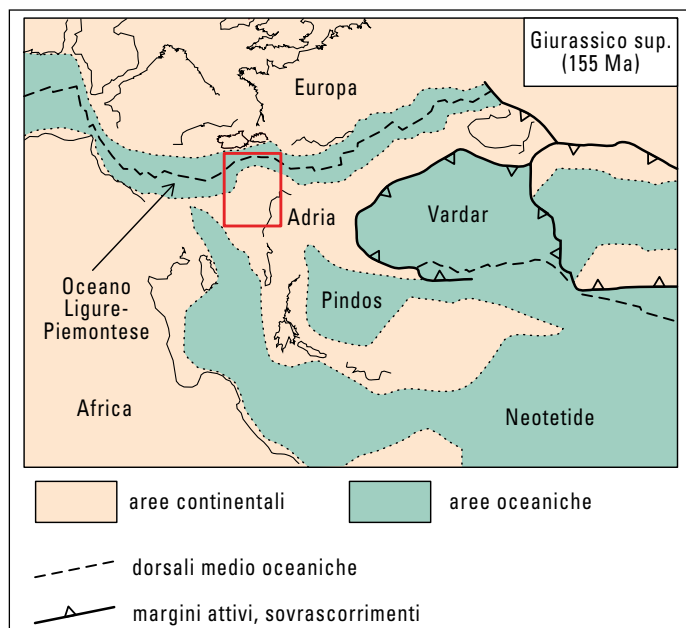 Giurassico sup.
(155 Ma)
Europa
Adria
Vardar
Oceano
Ligure-
Piemontese
Pindos
Africa
Neotetide
aree continentali
aree oceaniche
dorsali medio oceaniche
margini attivi, sovrascorrimenti